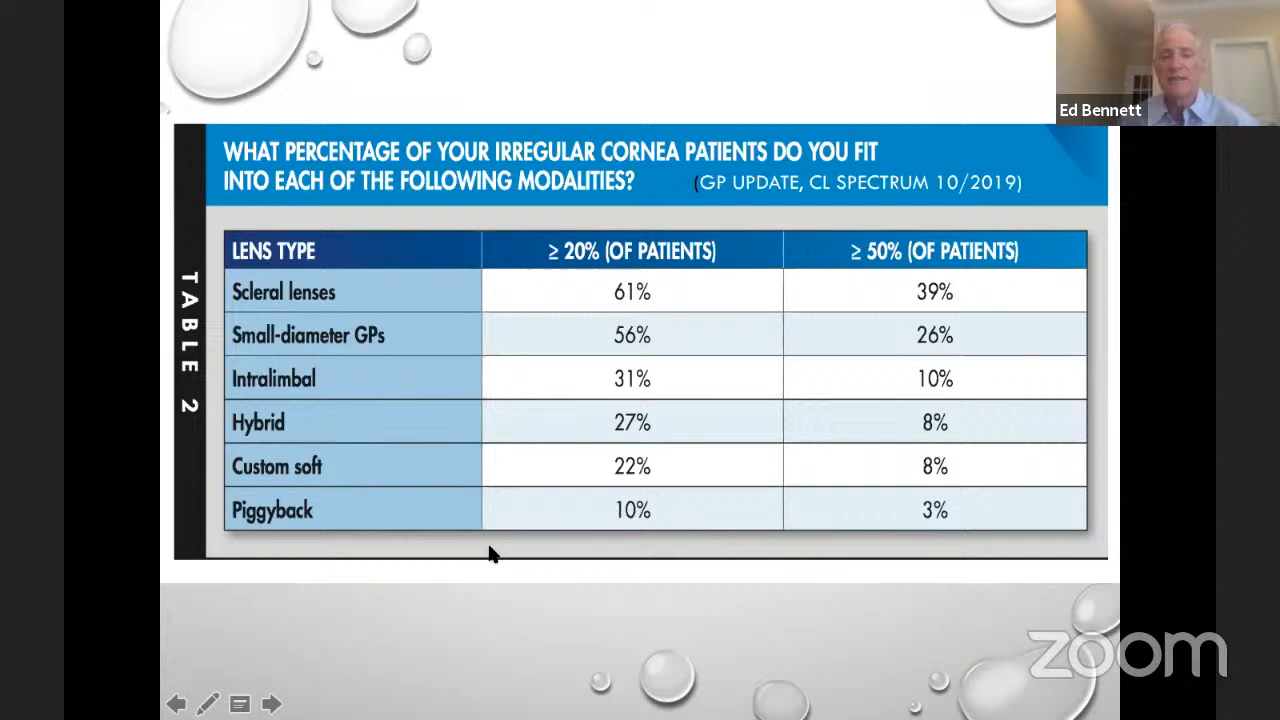 Ed Bennett
WHAT PERCENTAGE OF YOUR IRREGULAR CORNEA PATIENTS DO YOU FIT
INTO EACH OF THE FOLLOWING MODALITIES? (GP UPDATE, CL SPECTRUM 10/2019)
TABLE 2
LENS TYPE ≥ 20% (OF PATIENTS) ≥ 50% (OF PATIENTS)
Scleral lenses 61% 39%
Small-diameter GPs 56% 26%
Intralimbal 31% 10%
Hybrid 27% 8%
Custom soft 22% 8%
Piggyback 10% 3%
zoom